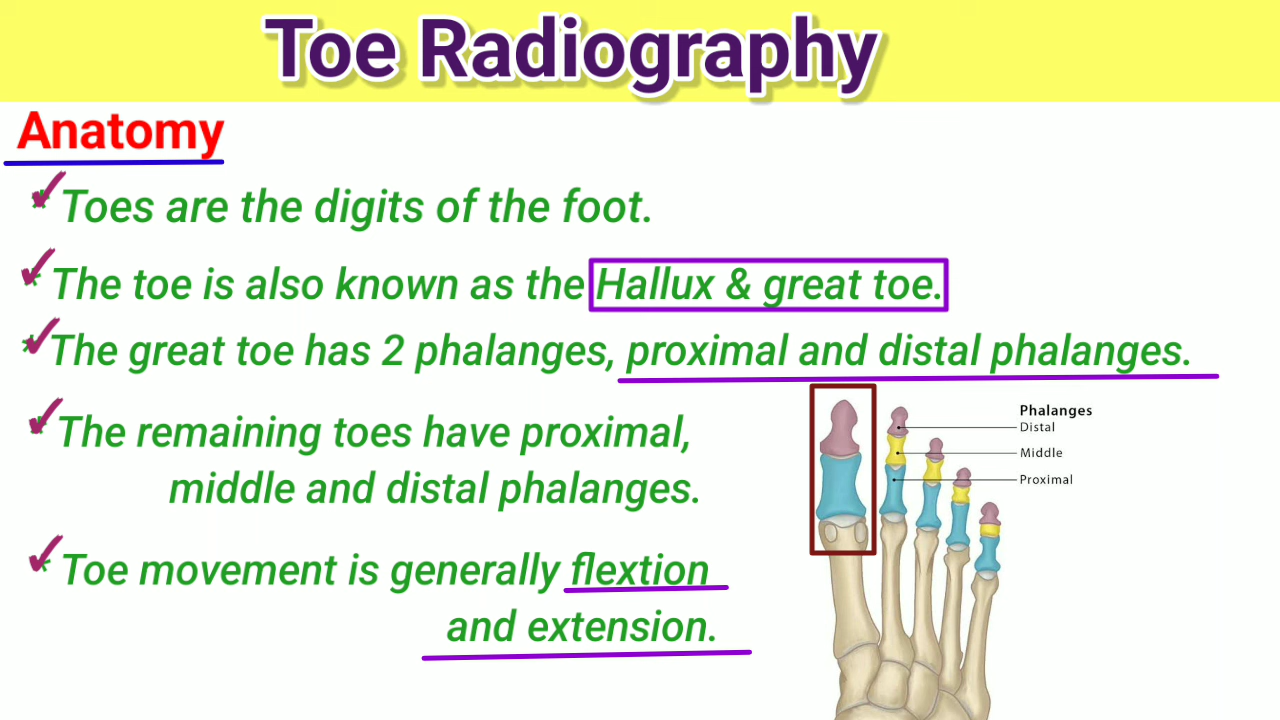 Toe Radiography
Anatomy
* Toes are the digits of the foot.
* The toe is also known as the Hallux & great toe.
* The great toe has 2 phalanges, proximal and distal phalanges.
* The remaining toes have proximal,
middle and distal phalanges.
* Toe movement is generally flextion
and extension.
Phalanges
Distal
Middle
Proximal